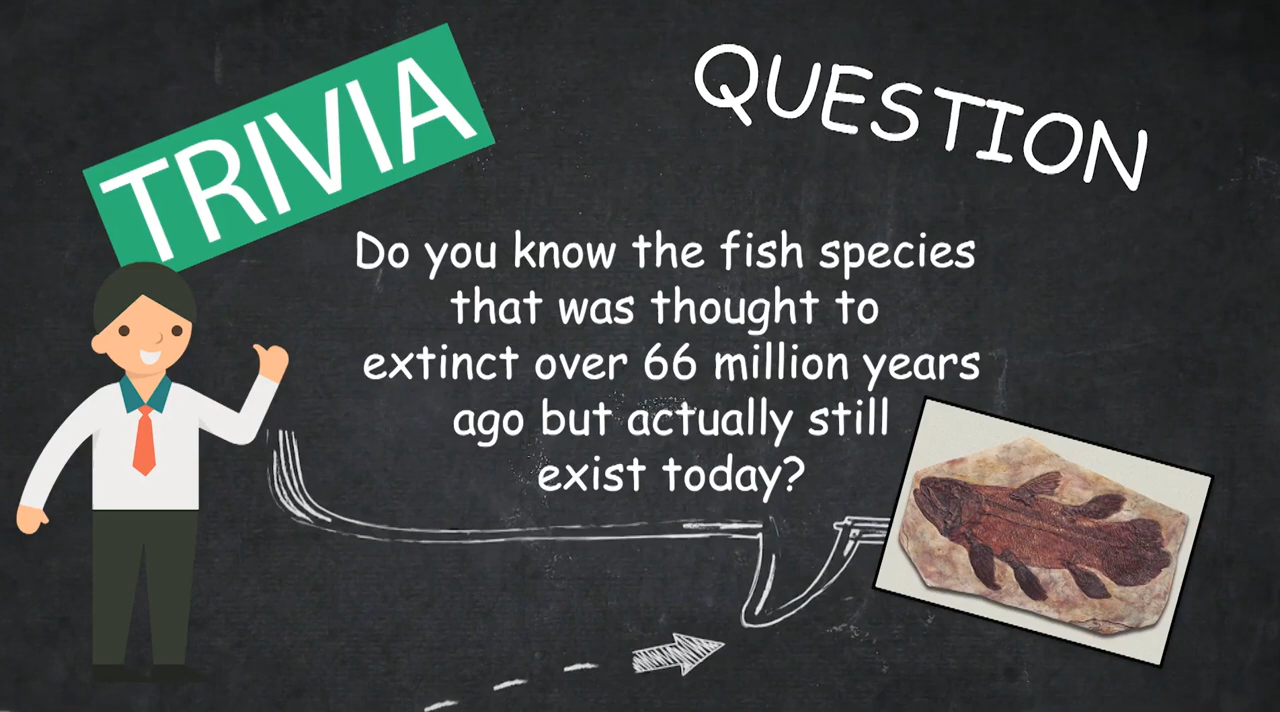 TRIVIA
QUESTION
Do you know the fish species
that was thought to
extinct over 66 million years
ago but actually still
exist today?